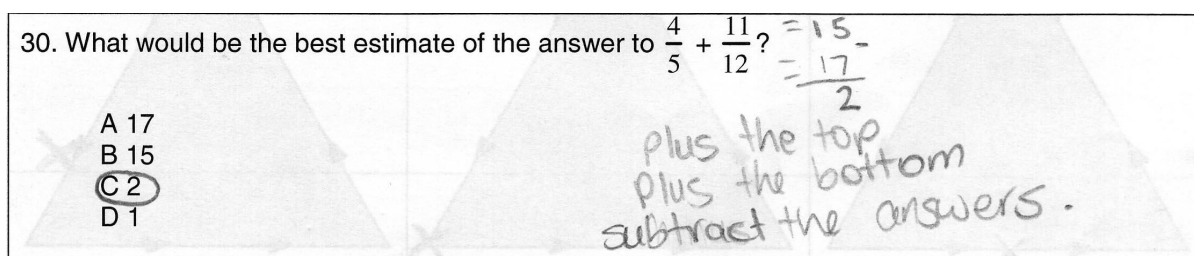 30. What would be the best estimate of the answer to 4/5 + 11/12 ?
= 15 -
= 17
2
A 17
B 15
C 2
D 1
plus the top
plus the bottom
subtract the answers.